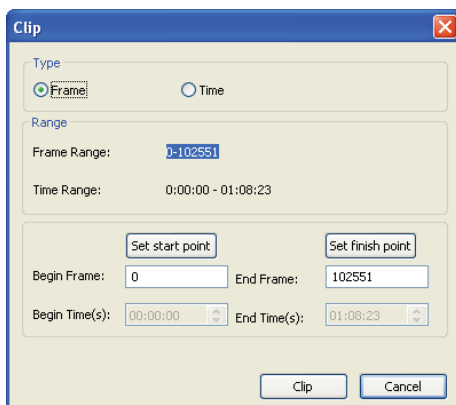 Clip
Type
Frame Time
Range
Frame Range: 0-102551
Time Range: 0:00:00 - 01:08:23
Set start point Set finish point
Begin Frame: 0 End Frame: 102551
Begin Time(s): 00:00:00 End Time(s): 01:08:23
Clip Cancel